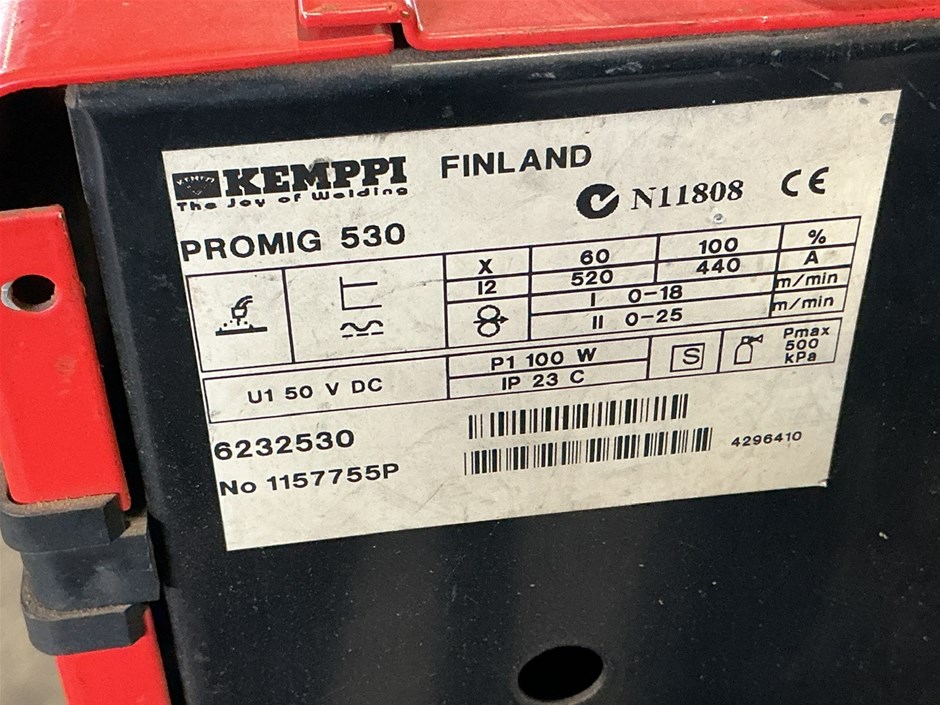 KEMPPI FINLAND
The Joy of Welding
N11808 CE
PROMIG 530
X 60 100 %
I2 520 440 A
I 0-18 m/min
II 0-25 m/min
U1 50 V DC
P1 100 W
IP 23 C
S
Pmax
500
kPa
6232530
No 1157755P
4296410